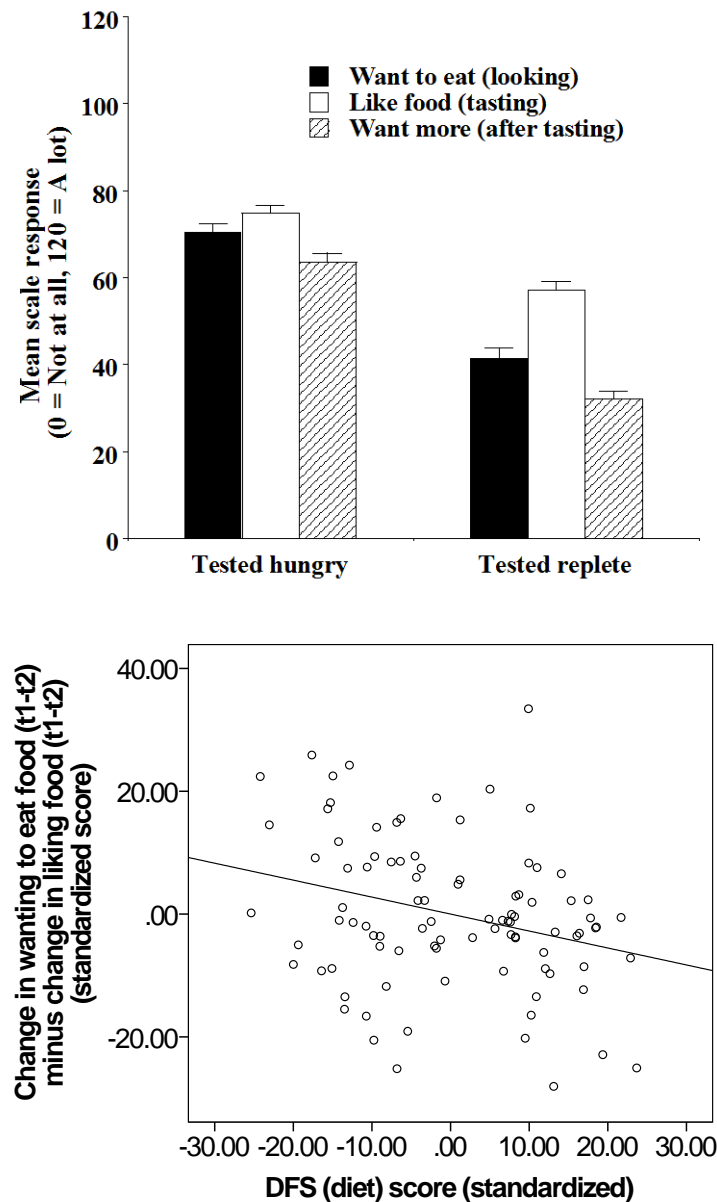 120
100
80
60
40
20
0
Mean scale response
(0 = Not at all, 120 = A lot)
Want to eat (looking)
Like food (tasting)
Want more (after tasting)
Tested hungry
Tested replete
40.00
20.00
.00
-20.00
Change in wanting to eat food (t1-t2)
minus change in liking food (t1-t2)
(standardized score)
-30.00 -20.00 -10.00 .00 10.00 20.00 30.00
DFS (diet) score (standardized)